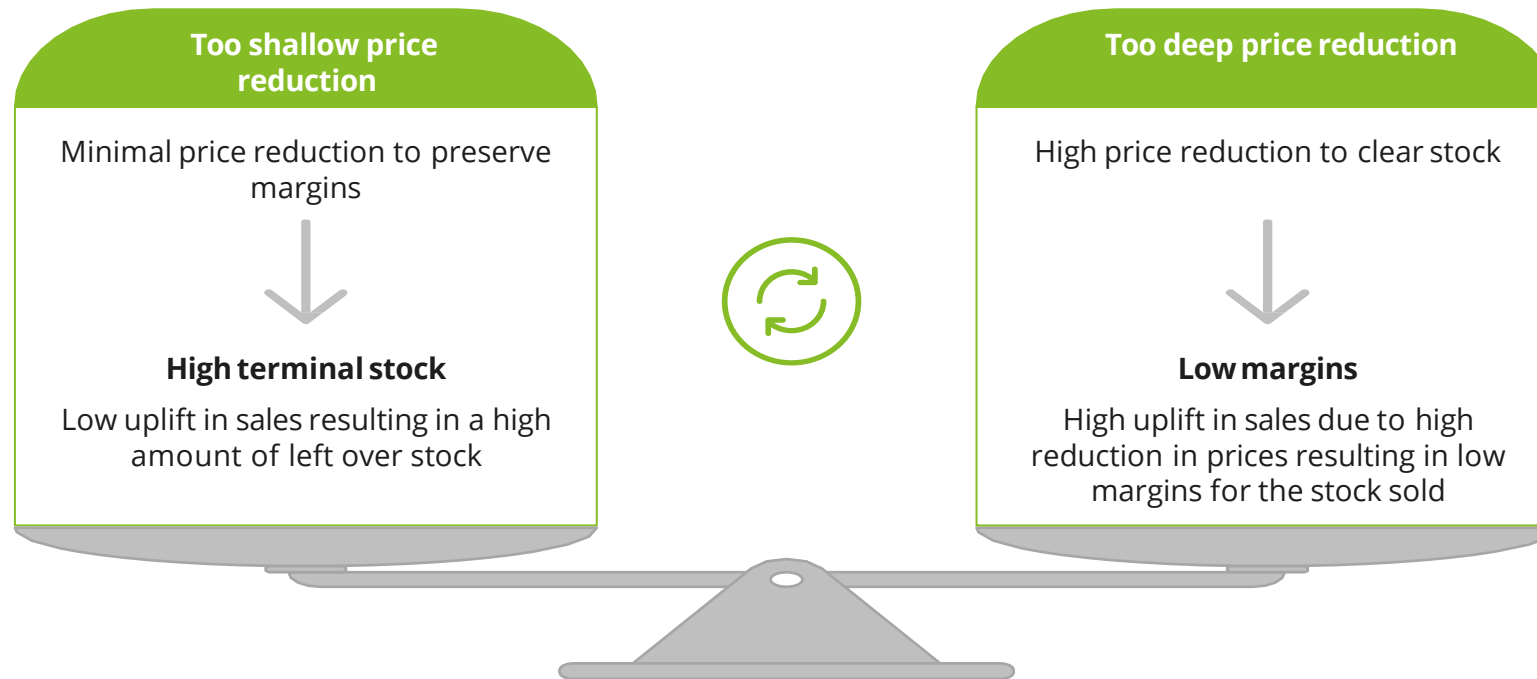 Too shallow price
reduction
Minimal price reduction to preserve
margins
High terminal stock
Low uplift in sales resulting in a high
amount of left over stock
Too deep price reduction
High price reduction to clear stock
Low margins
High uplift in sales due to high
reduction in prices resulting in low
margins for the stock sold